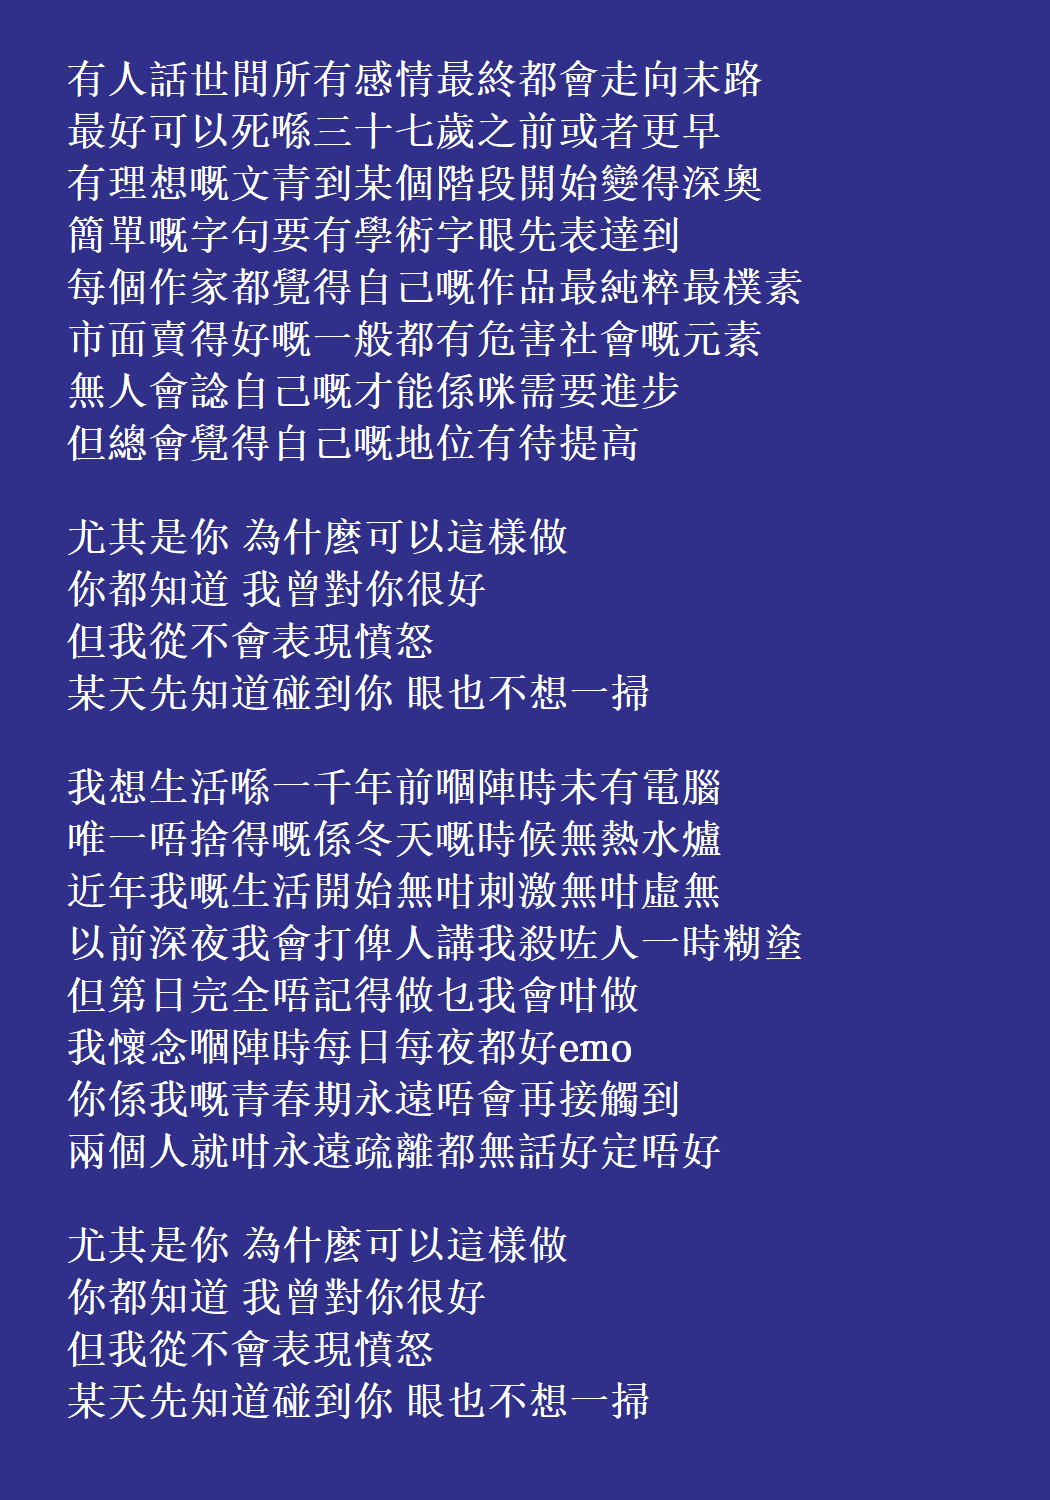 有人話世間所有感情最終都會走向末路
最好可以死喺三十七歲之前或者更早
有理想嘅文青到某個階段開始變得深奧
簡單嘅字句要有學術字眼先表達到
每個作家都覺得自己嘅作品最純粹最樸素
市面賣得好嘅一般都有危害社會嘅元素
無人會諗自己嘅才能係咪需要進步
但總會覺得自己嘅地位有待提高

尤其是你 為什麼可以這樣做
你都知道 我曾對你很好
但我從不會表現憤怒
某天先知道碰到你 眼也不想一掃

我想生活喺一千年前嗰陣時未有電腦
唯一唔捨得嘅係冬天嘅時候無熱水爐
近年我嘅生活開始無咁刺激無咁虛無
以前深夜我會打俾人講我殺咗人一時糊塗
但第日完全唔記得做乜我會咁做
我懷念嗰陣時每日每夜都好emo
你係我嘅青春期永遠唔會再接觸到
兩個人就咁永遠疏離都無話好定唔好

尤其是你 為什麼可以這樣做
你都知道 我曾對你很好
但我從不會表現憤怒
某天先知道碰到你 眼也不想一掃